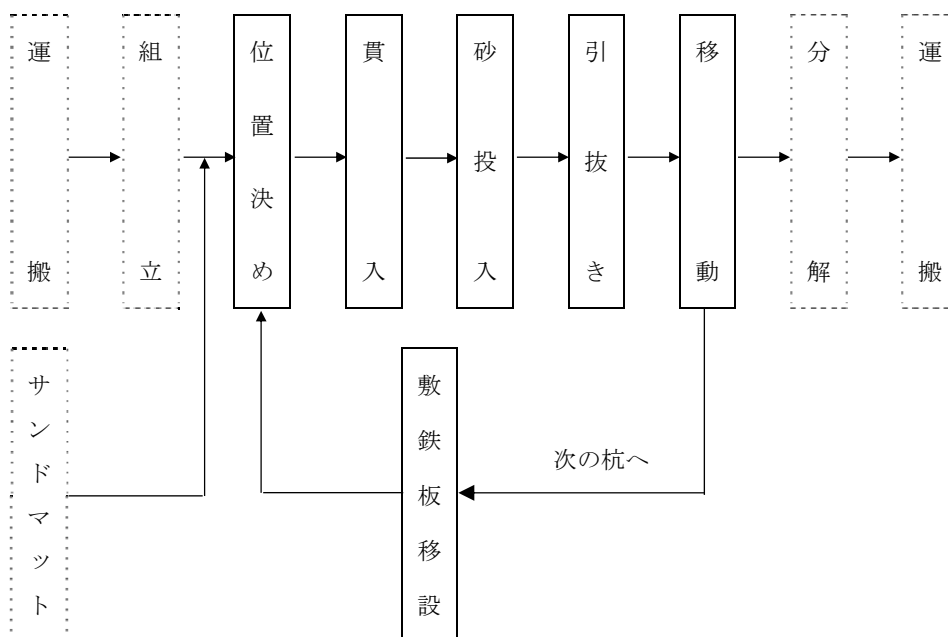 運搬
組立
位置決め
貫入
砂投入
引き抜き
移動
分解
運搬
サンドマット
敷鉄板移設
次の杭へ